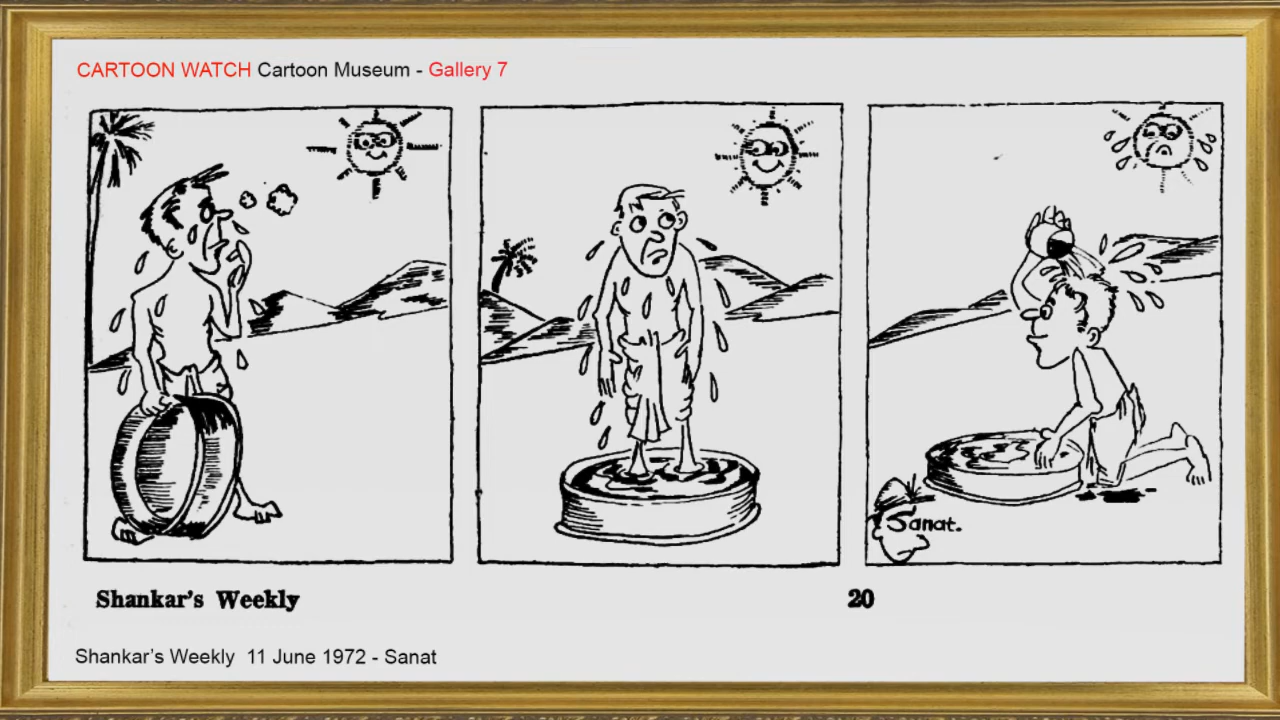 CARTOON WATCH Cartoon Museum - Gallery 7
Sanat.
Shankar's Weekly
20
Shankar's Weekly 11 June 1972 - Sanat